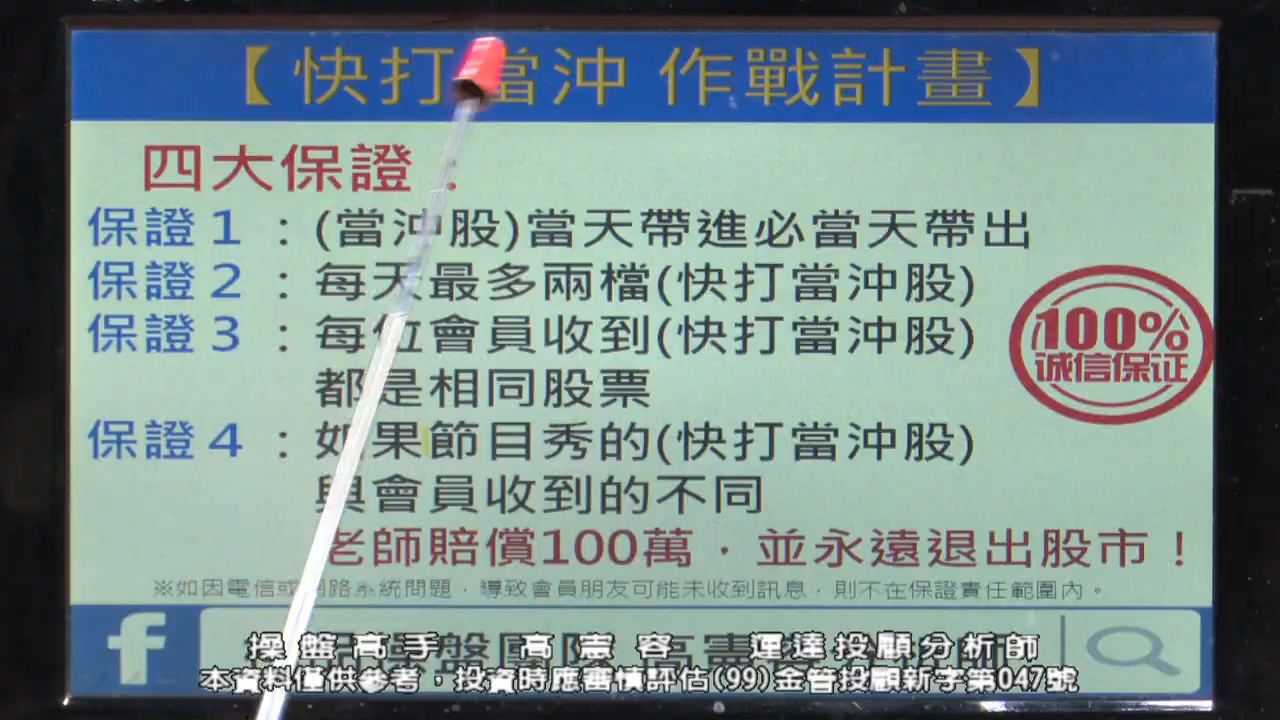 【快打當沖 作戰計畫】
四大保證：
保證1：(當沖股)當天帶進必當天帶出
保證2：每天最多兩檔(快打當沖股)
保證3：每位會員收到(快打當沖股)
都是相同股票
100%
诚信保证
保證4：如果節目秀的(快打當沖股)
與會員收到的不同
老師賠償100萬．並永遠退出股市！
※如因電信或網路系統問題．導致會員朋友可能未收到訊息．則不在保證責任範圍內。
f
操盤高手 高憲容 運達投顧分析師
本資料僅供參考，投資時應審慎評估(99)金管投顧新字第047號